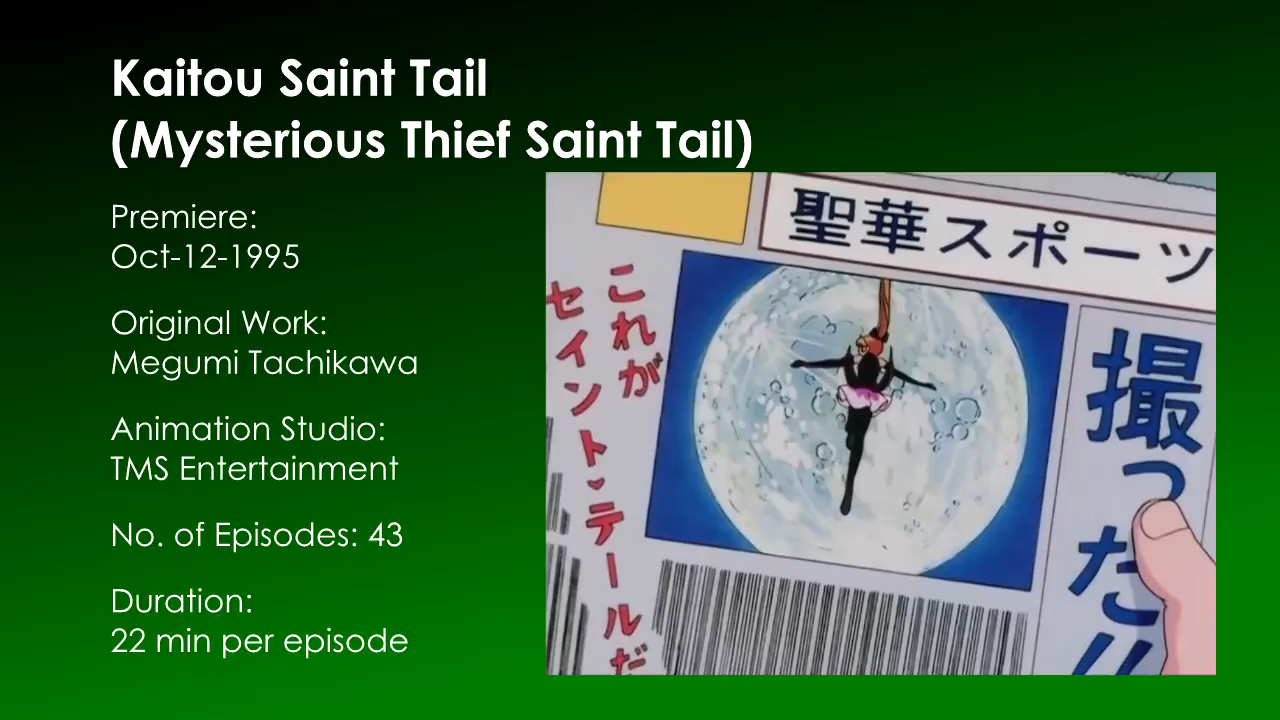 Kaitou Saint Tail
(Mysterious Thief Saint Tail)
Premiere:
Oct-12-1995
Original Work:
Megumi Tachikawa
Animation Studio:
TMS Entertainment
No. of Episodes: 43
Duration:
22 min per episode
聖華スポーツ
撮った!!
これが
セイント♥テールだ